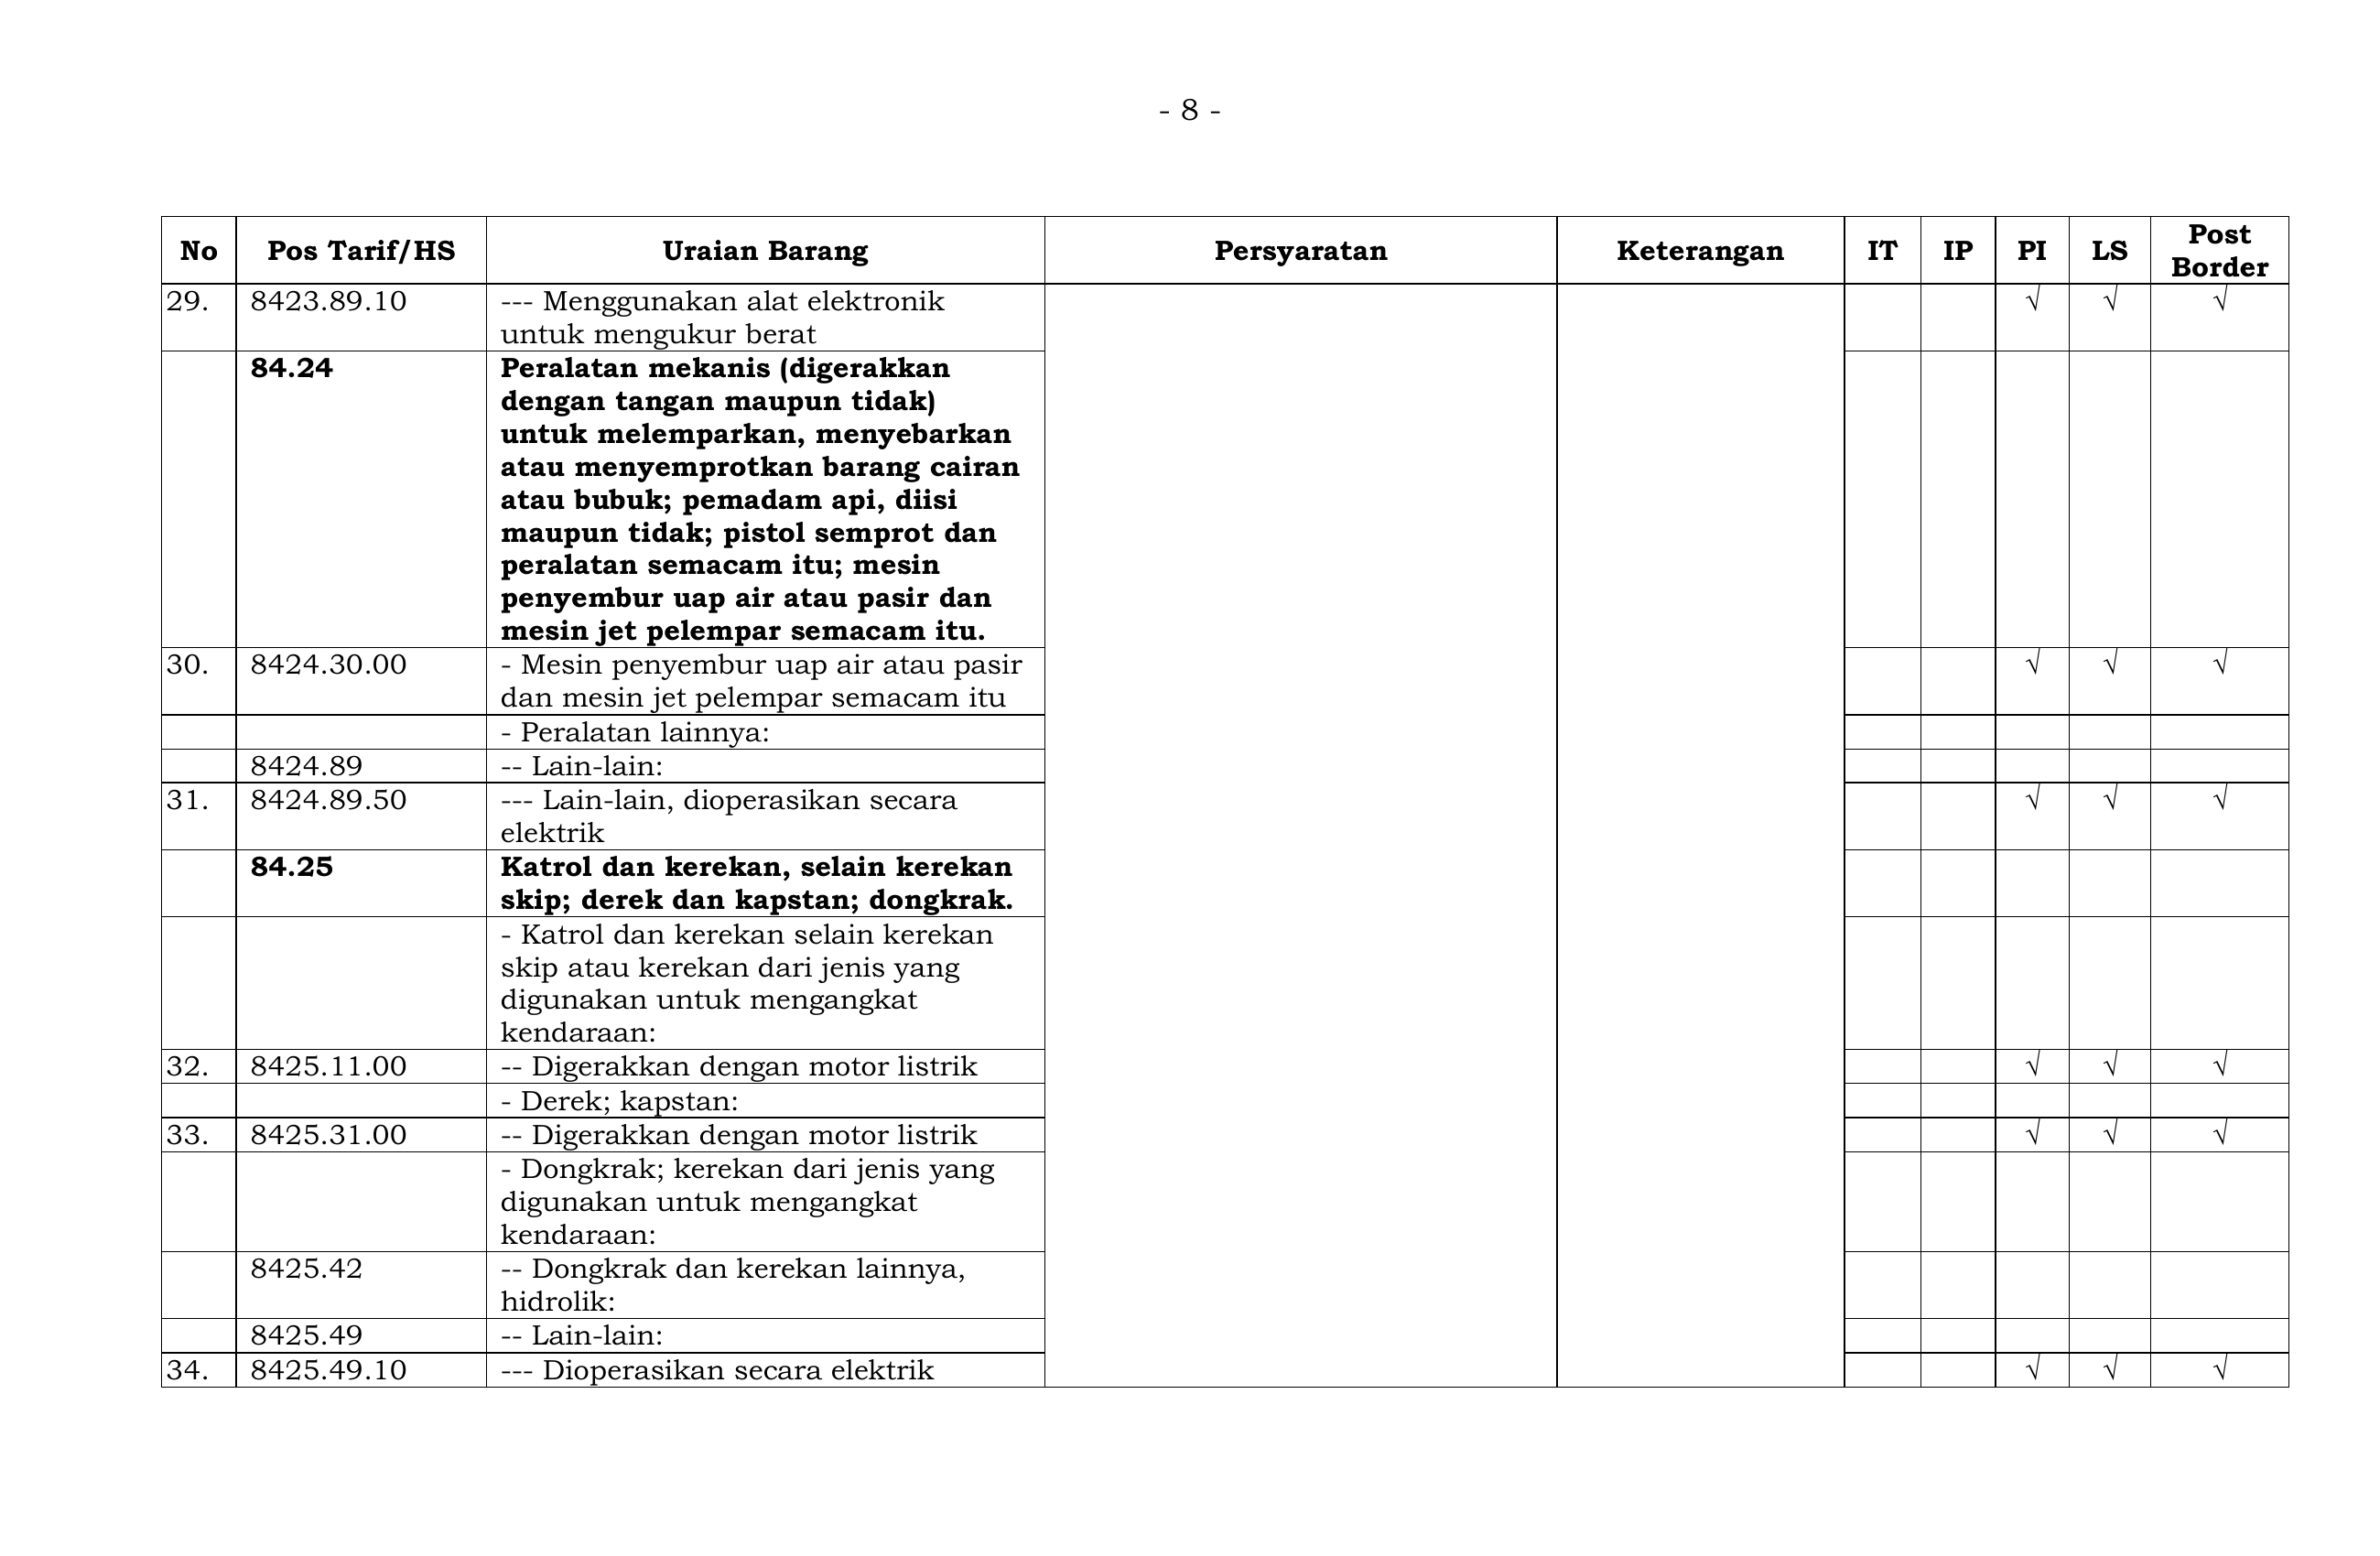 - 8 -
No Pos Tarif/HS Uraian Barang Persyaratan Keterangan IT IP PI LS Post Border
29. 8423.89.10 --- Menggunakan alat elektronik √ √ √
untuk mengukur berat
84.24 Peralatan mekanis (digerakkan
dengan tangan maupun tidak)
untuk melemparkan, menyebarkan
atau menyemprotkan barang cairan
atau bubuk; pemadam api, diisi
maupun tidak; pistol semprot dan
peralatan semacam itu; mesin
penyembur uap air atau pasir dan
mesin jet pelempar semacam itu.
30. 8424.30.00 - Mesin penyembur uap air atau pasir √ √ √
dan mesin jet pelempar semacam itu
- Peralatan lainnya:
8424.89 -- Lain-lain:
31. 8424.89.50 --- Lain-lain, dioperasikan secara √ √ √
elektrik
84.25 Katrol dan kerekan, selain kerekan
skip; derek dan kapstan; dongkrak.
- Katrol dan kerekan selain kerekan
skip atau kerekan dari jenis yang
digunakan untuk mengangkat
kendaraan:
32. 8425.11.00 -- Digerakkan dengan motor listrik √ √ √
- Derek; kapstan:
33. 8425.31.00 -- Digerakkan dengan motor listrik √ √ √
- Dongkrak; kerekan dari jenis yang
digunakan untuk mengangkat
kendaraan:
8425.42 -- Dongkrak dan kerekan lainnya,
hidrolik:
8425.49 -- Lain-lain:
34. 8425.49.10 --- Dioperasikan secara elektrik √ √ √